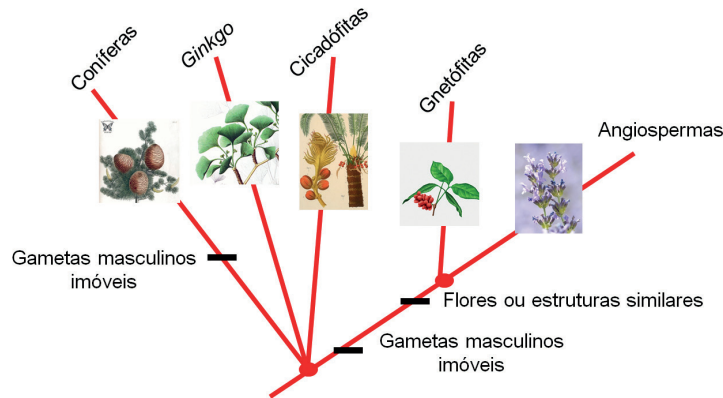 Coníferas
Ginkgo
Cicadófitas
Gnetófitas
Angiospermas
Gametas masculinos
imóveis
Flores ou estruturas similares
Gametas masculinos
imóveis